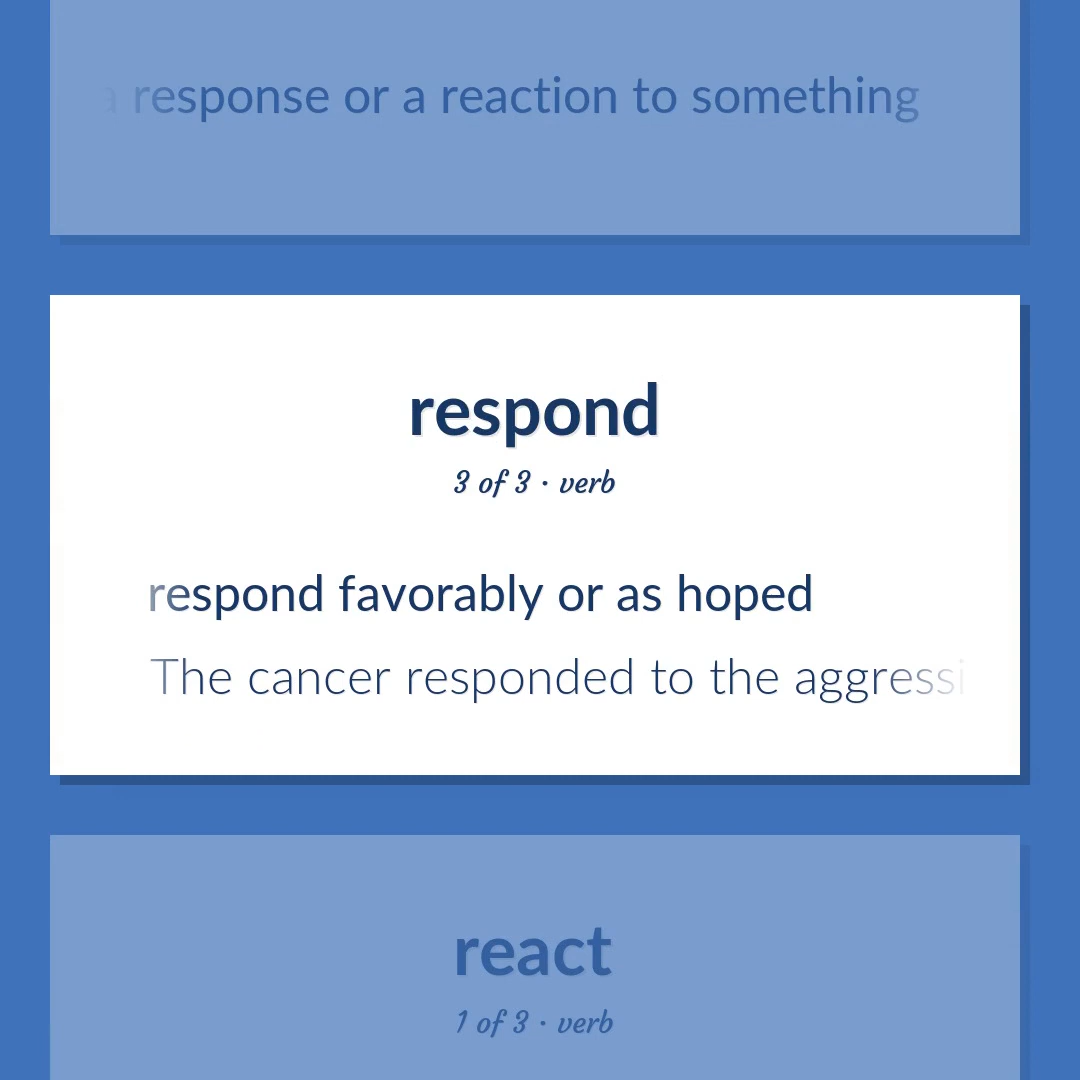 a response or a reaction to something
respond
3 of 3 · verb
respond favorably or as hoped
The cancer responded to the aggressi
react
1 of 3 · verb